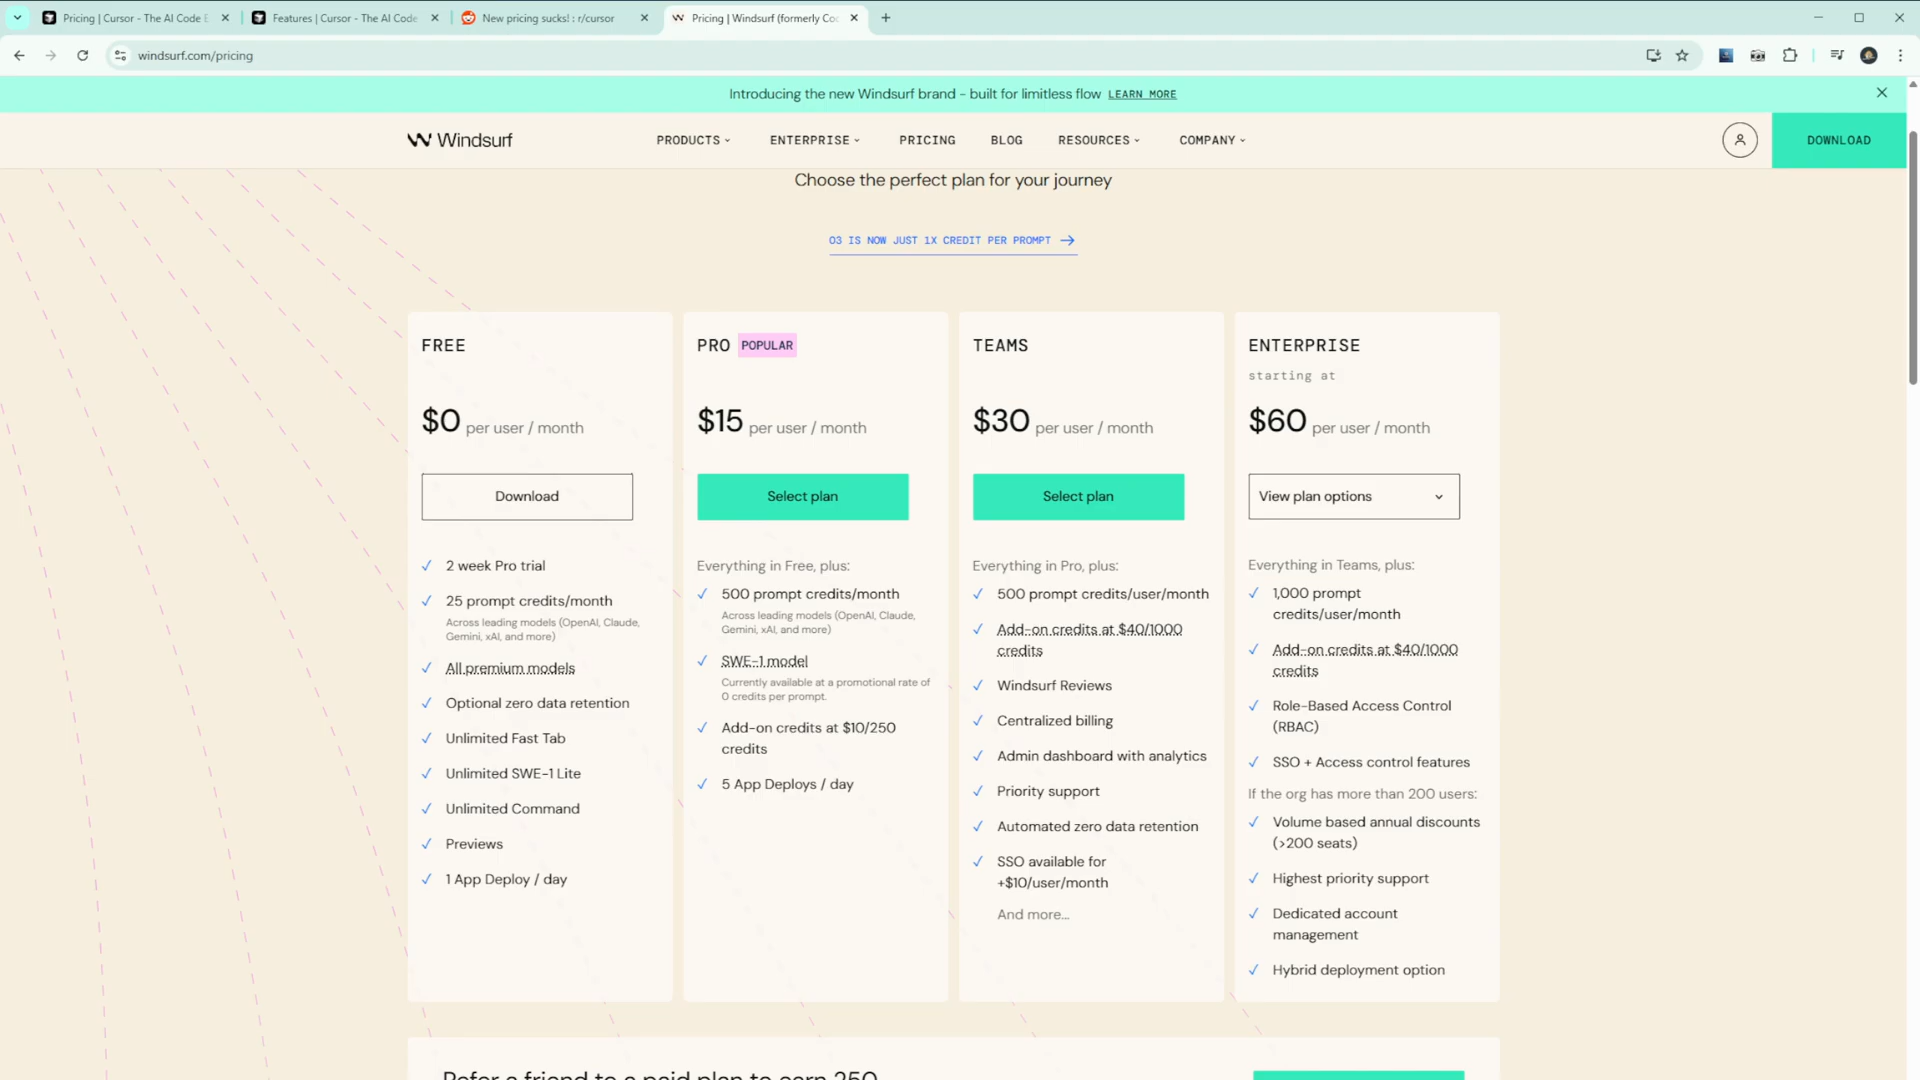 Pricing | Cursor - The AI Code E
Features | Cursor - The AI Code
New pricing sucks! : r/cursor
Pricing | Windsurf (formerly Co
windsurf.com/pricing
Introducing the new Windsurf brand – built for limitless flow LEARN MORE
Windsurf
PRODUCTS
ENTERPRISE
PRICING
BLOG
RESOURCES
COMPANY
DOWNLOAD
Choose the perfect plan for your journey
O3 IS NOW JUST 1X CREDIT PER PROMPT
FREE
$0 per user / month
Download
2 week Pro trial
25 prompt credits/month
Across leading models (OpenAI, Claude,
Gemini, xAI, and more)
All premium models
Optional zero data retention
Unlimited Fast Tab
Unlimited SWE-1 Lite
Unlimited Command
Previews
1 App Deploy / day
PRO POPULAR
$15 per user / month
Select plan
Everything in Free, plus:
500 prompt credits/month
Across leading models (OpenAI, Claude,
Gemini, xAI, and more)
SWE-1 model
Currently available at a promotional rate of
0 credits per prompt.
Add-on credits at $10/250
credits
5 App Deploys / day
TEAMS
$30 per user / month
Select plan
Everything in Pro, plus:
500 prompt credits/user/month
Add-on credits at $40/1000
credits
Windsurf Reviews
Centralized billing
Admin dashboard with analytics
Priority support
Automated zero data retention
SSO available for
+$10/user/month
And more...
ENTERPRISE
starting at
$60 per user / month
View plan options
Everything in Teams, plus:
1,000 prompt
credits/user/month
Add-on credits at $40/1000
credits
Role-Based Access Control
(RBAC)
SSO + Access control features
If the org has more than 200 users:
Volume based annual discounts
(>200 seats)
Highest priority support
Dedicated account
management
Hybrid deployment option
Refer a friend to a paid plan to earn 250